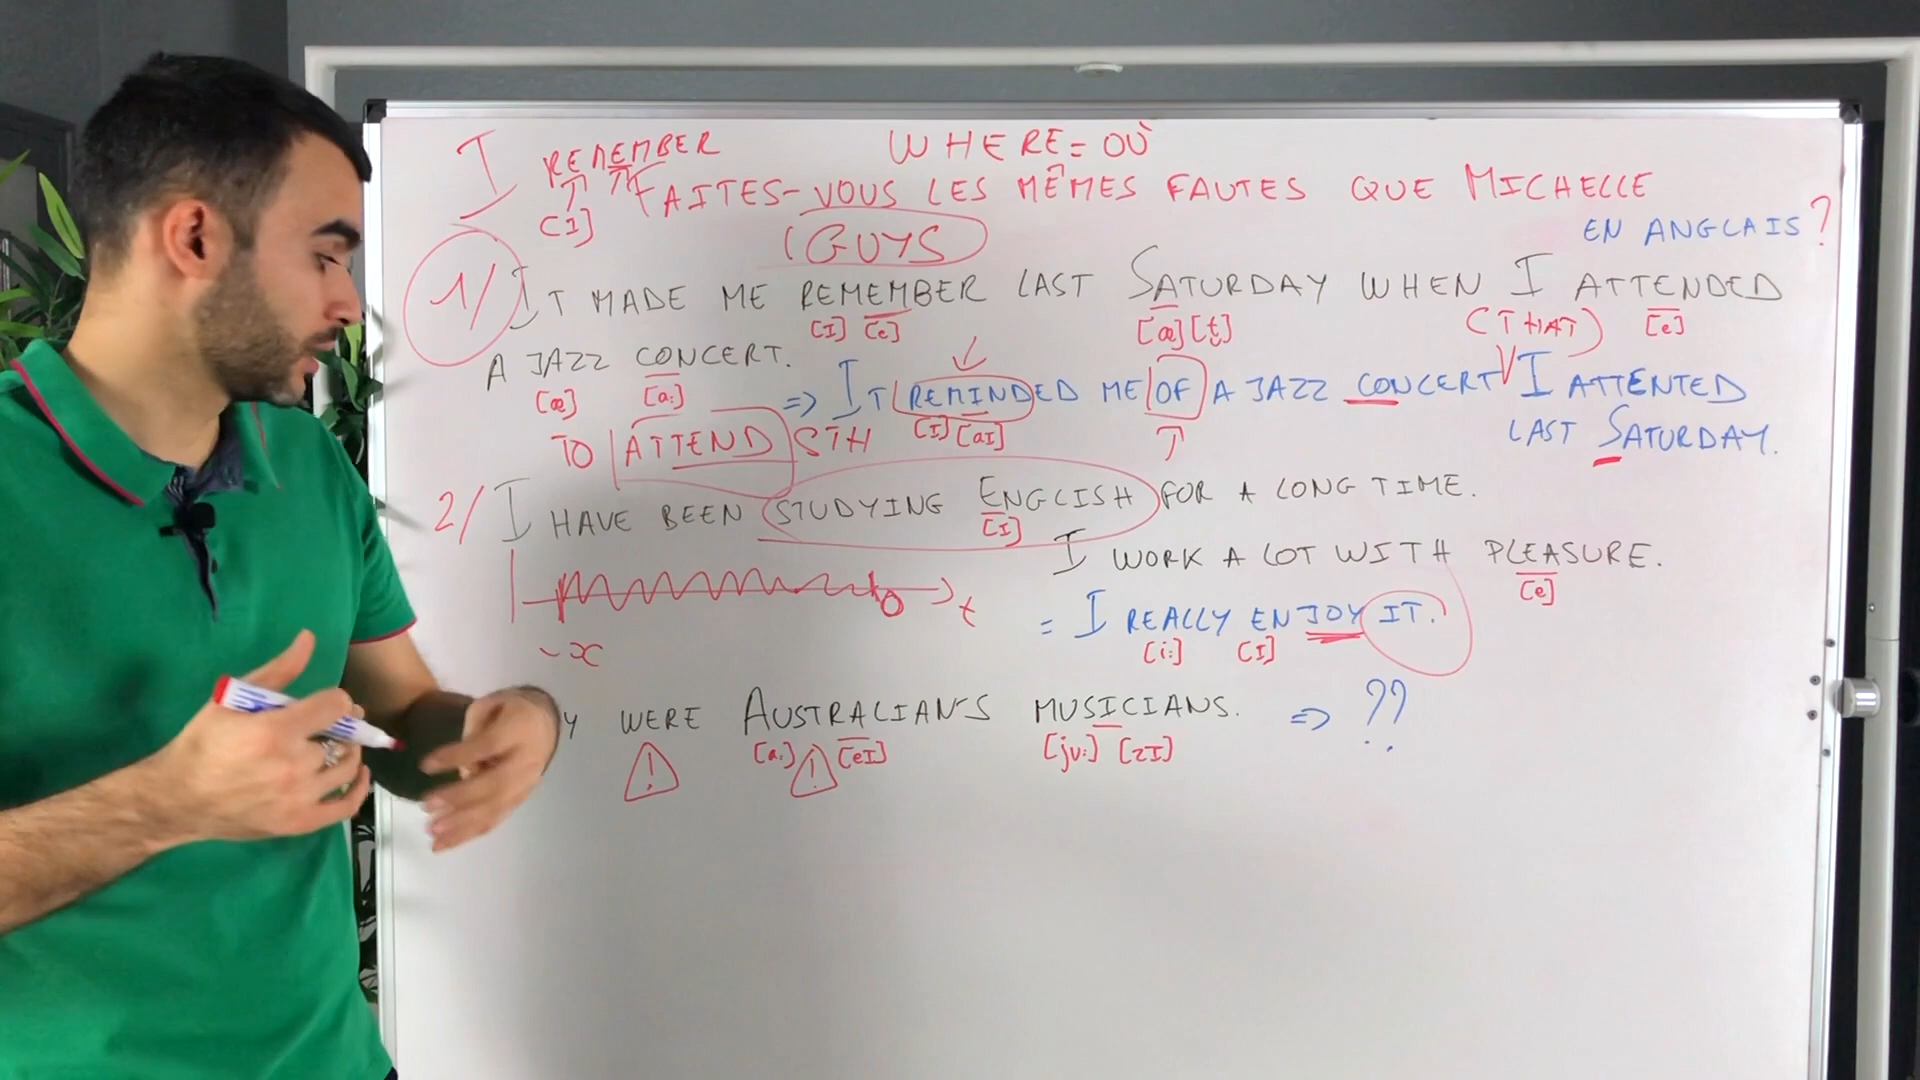 I REMEMBER WHERE = OÙ
[I] FAITES-VOUS LES MÊMES FAUTES QUE MICHELLE
EN ANGLAIS ?
(GUYS
1/ IT MADE ME REMEMBER LAST SATURDAY WHEN I ATTENDED
[I] [e] [æ] [t] (THAT) [e]
A JAZZ CONCERT.
[æ] [a:]
=> IT REMINDED ME OF A JAZZ CONCERT I ATTENTED
[I] [aI]
LAST SATURDAY.
TO ATTEND STH
2/ I HAVE BEEN STUDYING ENGLISH FOR A LONG TIME.
[I]
I WORK A LOT WITH PLEASURE.
[e]
t
= I REALLY ENJOY IT.
[i:] [I]
Y WERE AUSTRALIAN'S MUSICIANS. => ??
! [a:] ! [eI] [ju:] [zI]